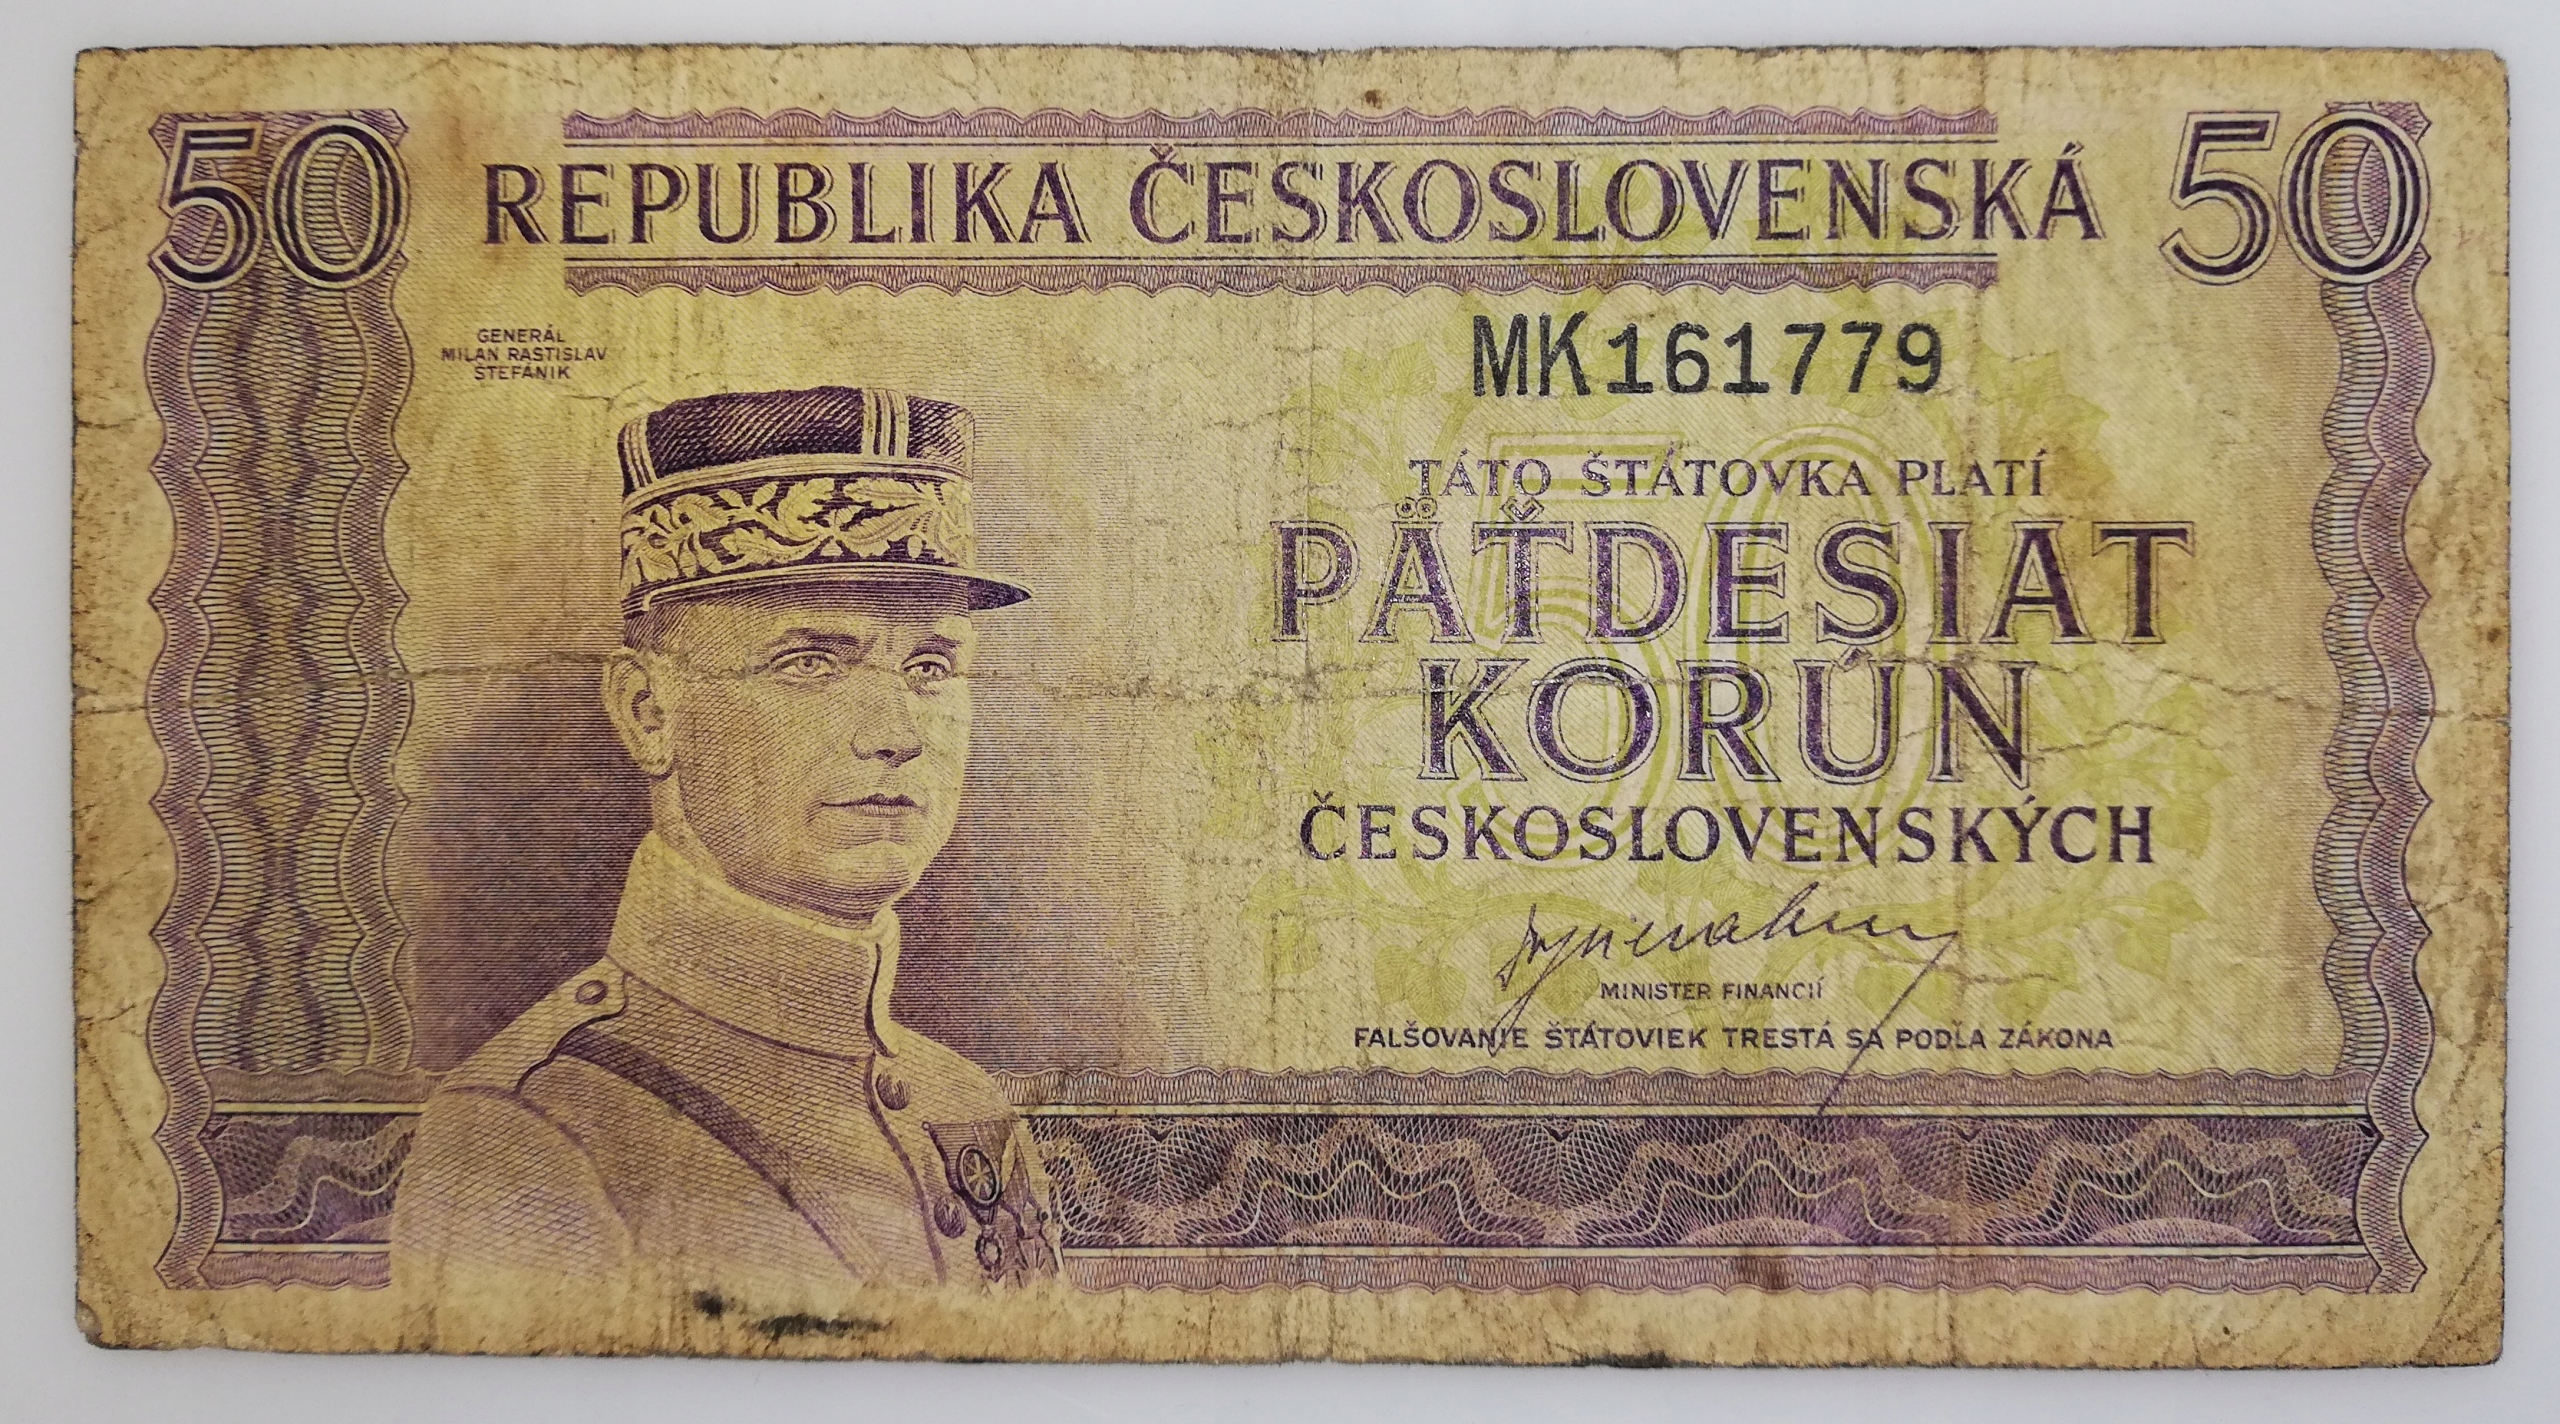 50 REPUBLIKA ČESKOSLOVENSKÁ 50
GENERÁL
MILAN RASTISLAV
ŠTEFÁNIK
MK161779
TÁTO ŠTÁTOVKA PLATÍ
PÄŤDESIAT
KORÚN
ČESKOSLOVENSKÝCH
MINISTER FINANCIÍ
FALŠOVANIE ŠTÁTOVIEK TRESTÁ SA PODĽA ZÁKONA
50